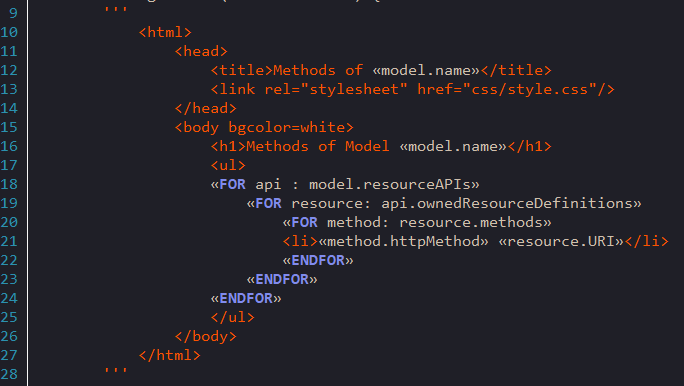 9 '''
10 <html>
11 <head>
12 <title>Methods of «model.name»</title>
13 <link rel="stylesheet" href="css/style.css"/>
14 </head>
15 <body bgcolor=white>
16 <h1>Methods of Model «model.name»</h1>
17 <ul>
18 «FOR api : model.resourceAPIs»
19 «FOR resource: api.ownedResourceDefinitions»
20 «FOR method: resource.methods»
21 <li>«method.httpMethod» «resource.URI»</li>
22 «ENDFOR»
23 «ENDFOR»
24 «ENDFOR»
25 </ul>
26 </body>
27 </html>
28 '''